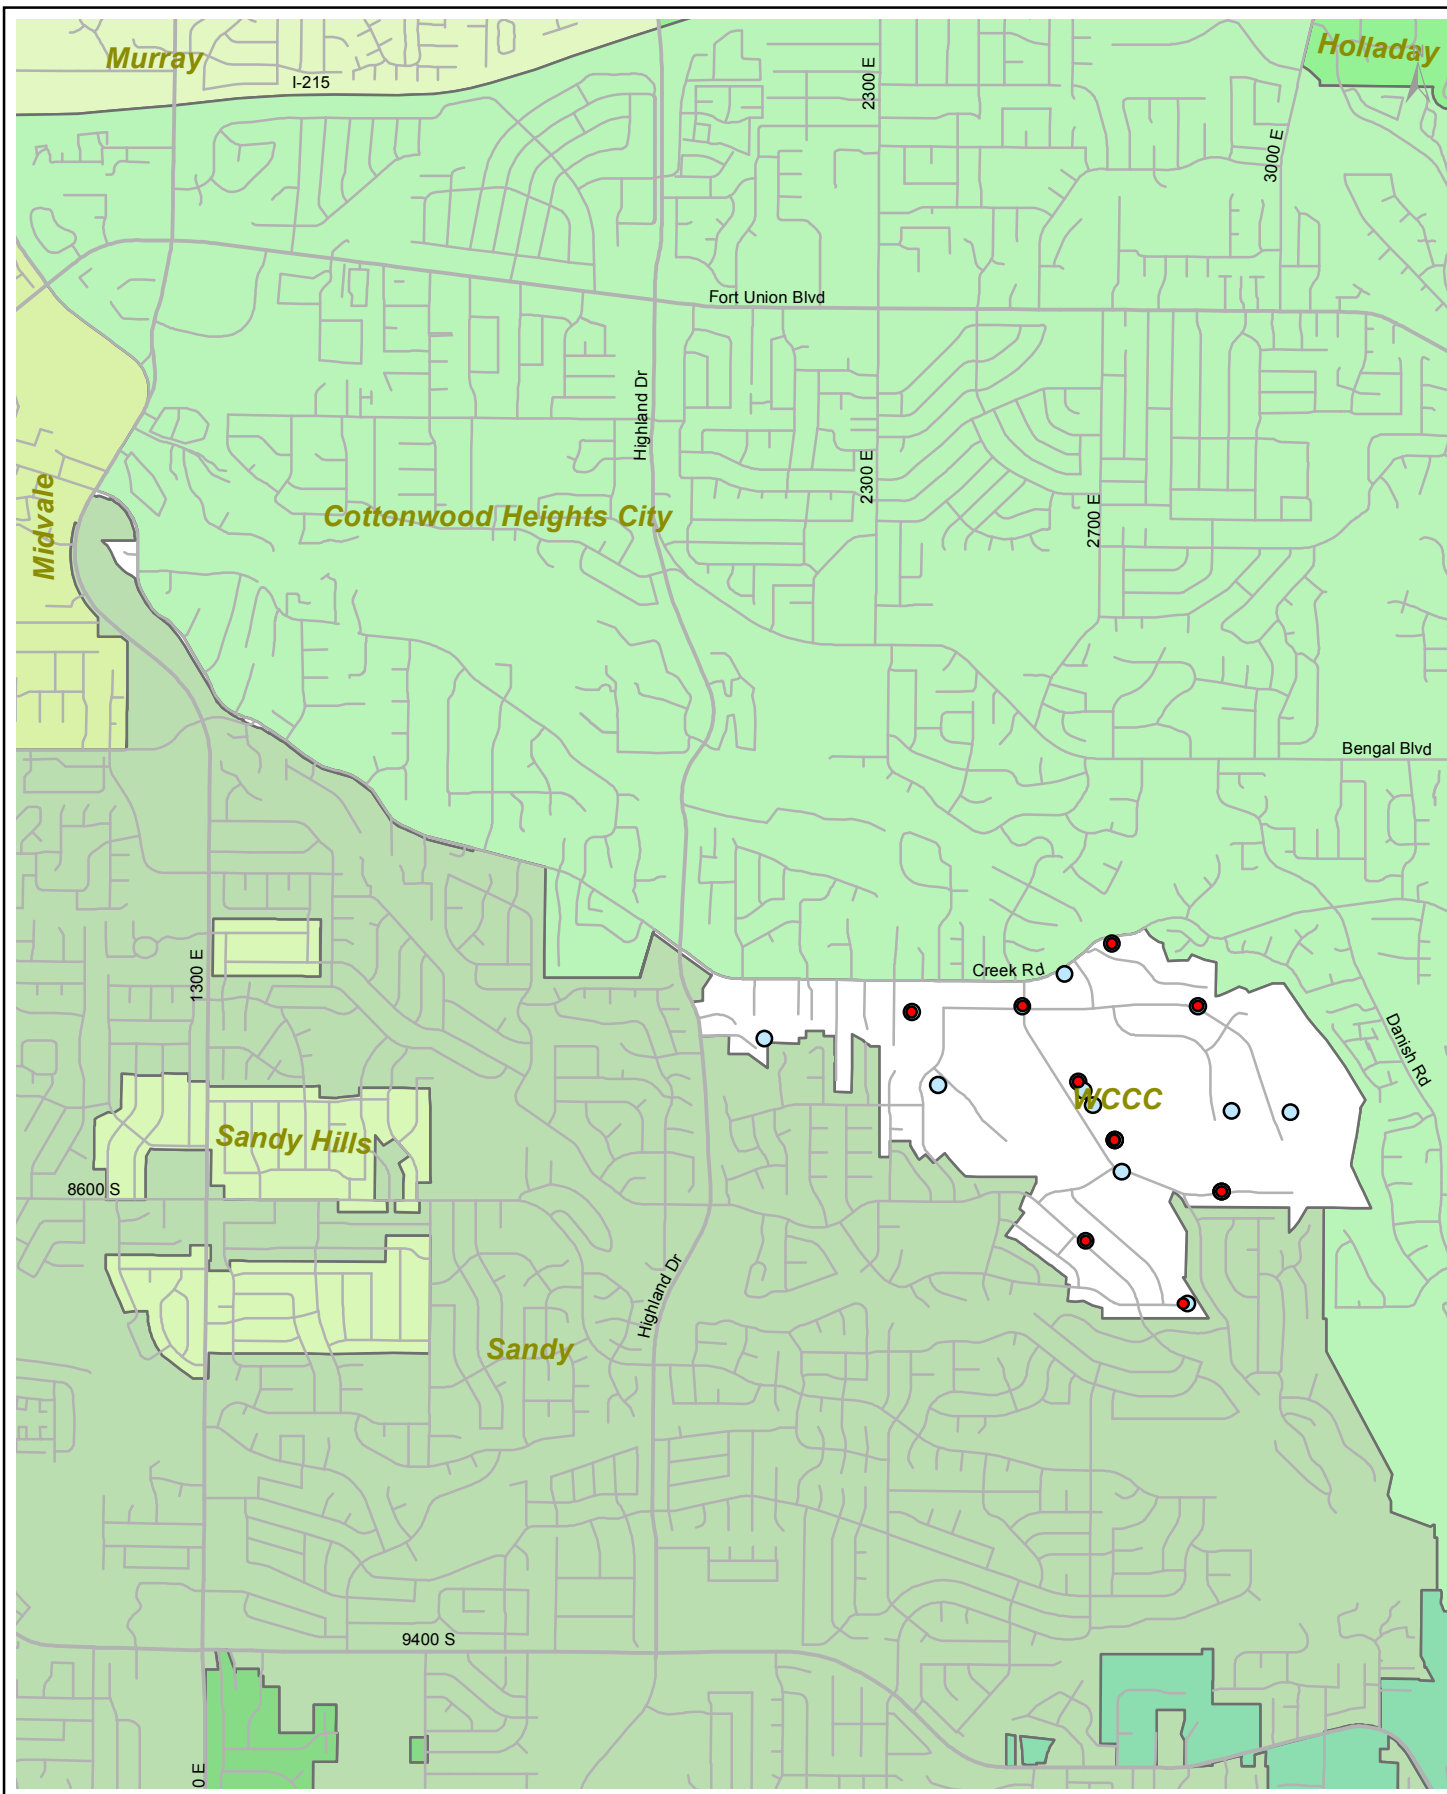 Murray
Holladay
I-215
2300 E
3000 E
Fort Union Blvd
Highland Dr
2300 E
Midvale
Cottonwood Heights City
2700 E
Bengal Blvd
1300 E
Creek Rd
Danish Rd
WCCC
Sandy Hills
8600 S
Highland Dr
Sandy
9400 S
0 E